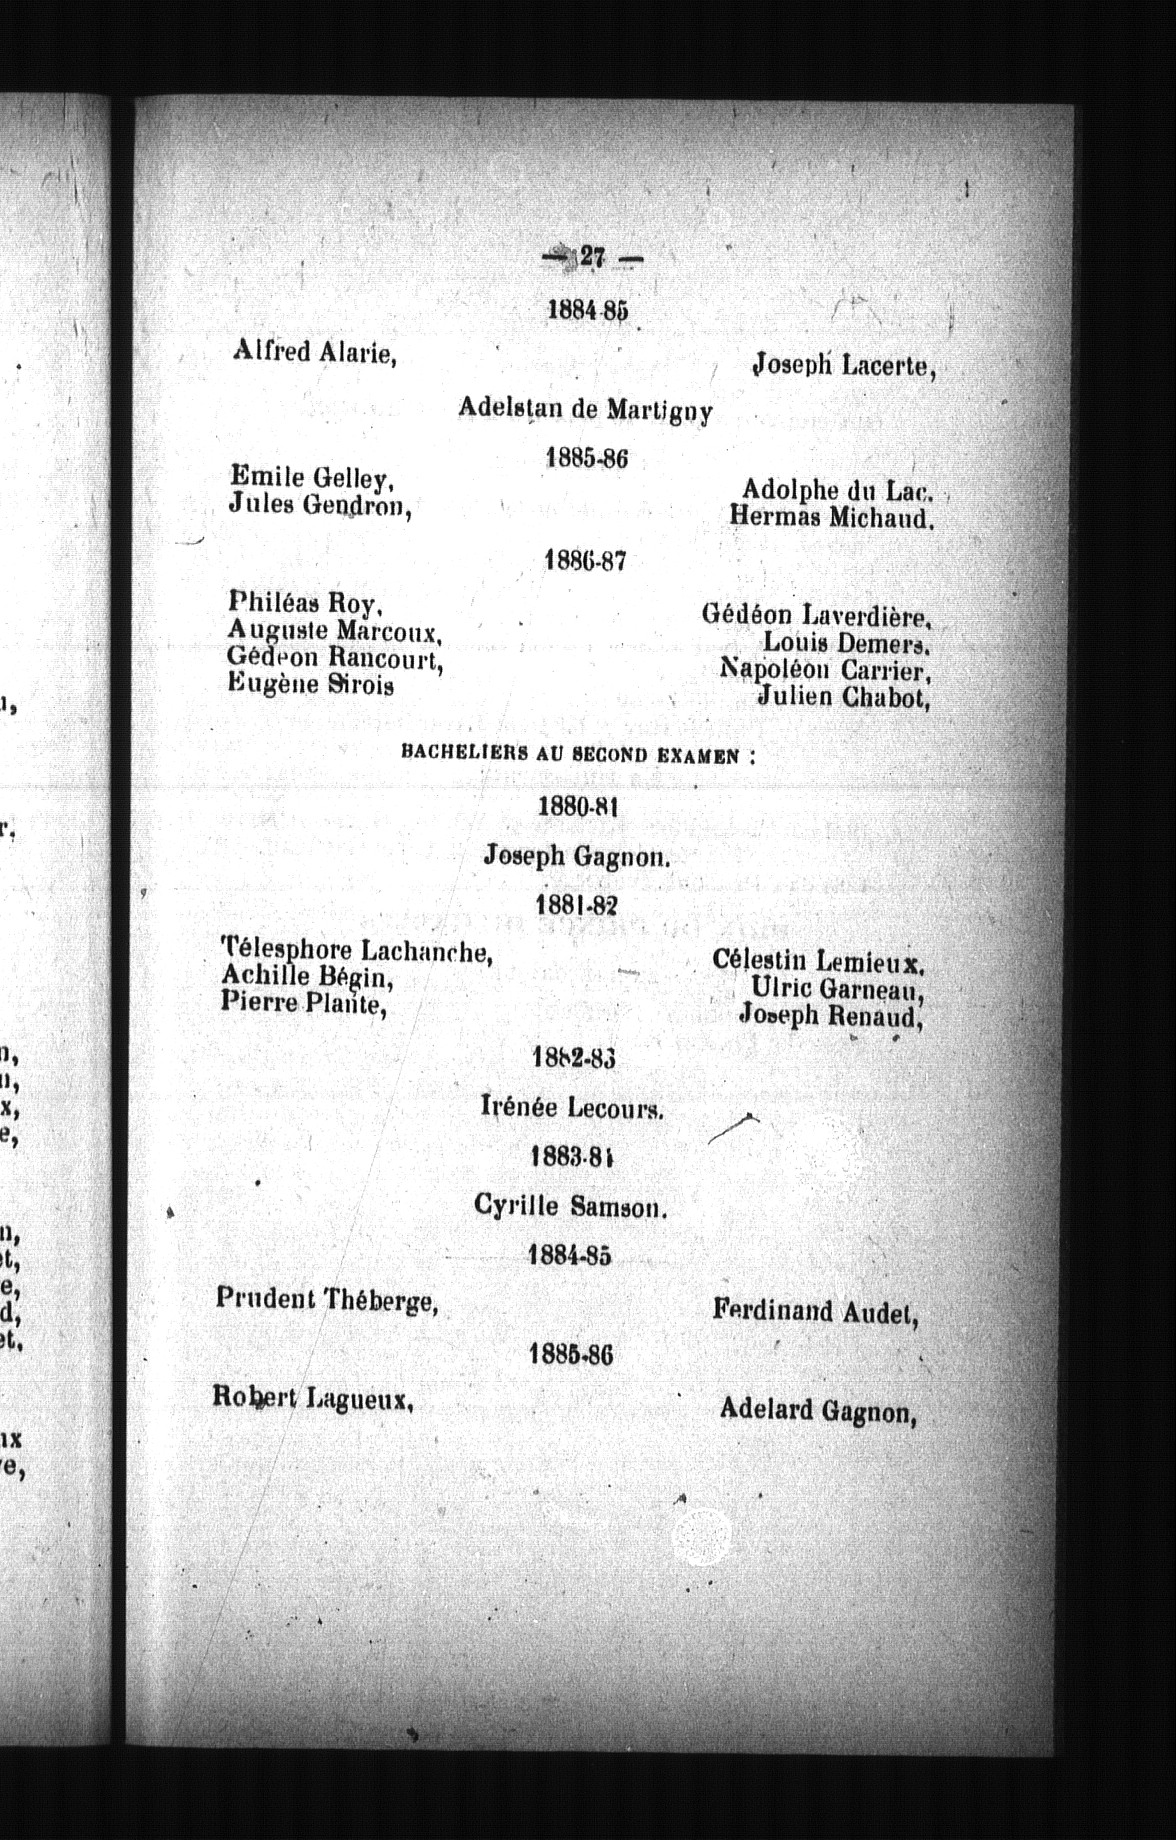 — 27 —
1884-85
Alfred Alarie, Joseph Lacerte,
Adelstan de Martigny
1885-86
Emile Gelley, Adolphe du Lac.
Jules Gendron, Hermas Michaud.
1886-87
Philéas Roy, Gédéon Laverdière,
Auguste Marcoux, Louis Demers.
Gédéon Rancourt, Napoléon Carrier,
Eugène Sirois Julien Chabot,
BACHELIERS AU SECOND EXAMEN :
1880-81
Joseph Gagnon.
1881-82
Télesphore Lachance, Célestin Lemieux,
Achille Bégin, Ulric Garneau,
Pierre Plante, Joseph Renaud,
1882-83
Irénée Lecours.
1883-84
Cyrille Samson.
1884-85
Prudent Théberge, Ferdinand Audet,
1885-86
Robert Lagueux, Adelard Gagnon,